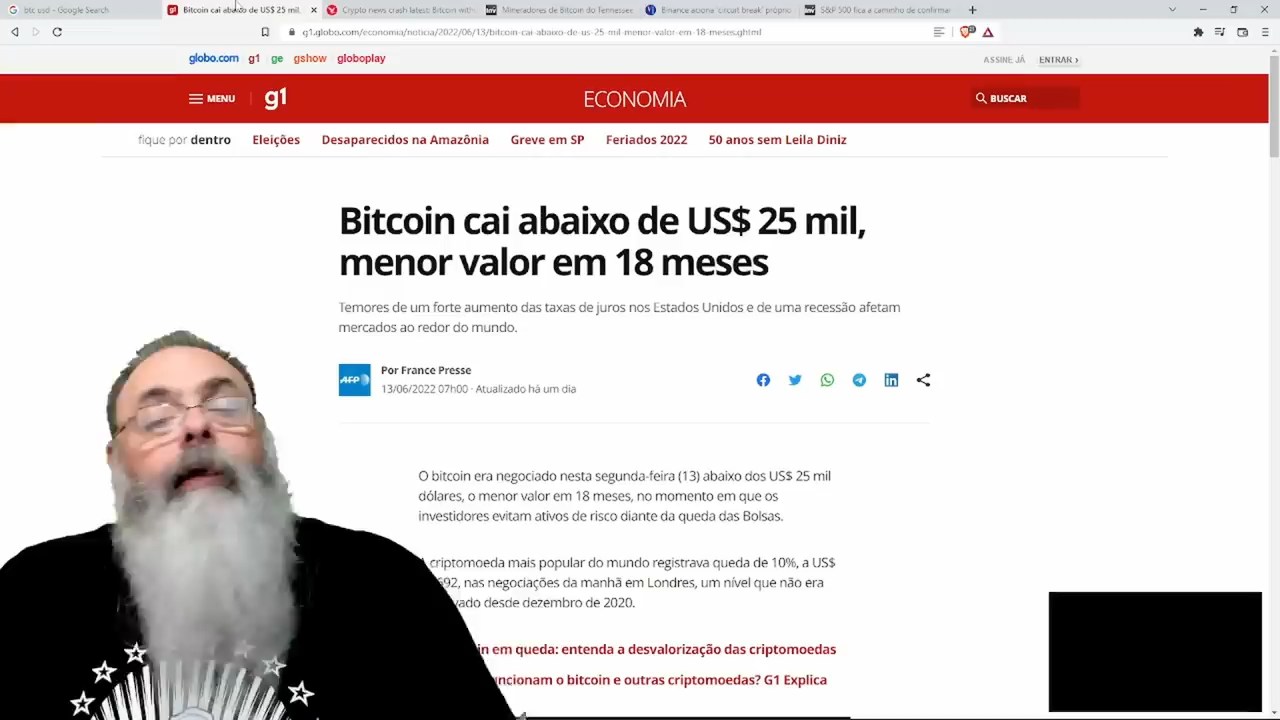 btc usd - Google Search
Bitcoin cai abaixo de US$ 25 mil,
Crypto news crash latest: Bitcoin with
Mineradores de Bitcoin do Tennessee
Binance aciona 'circuit break' próprio
S&P 500 fica a caminho de confirmar
g1.globo.com/economia/noticia/2022/06/13/bitcoin-cai-abaixo-de-us-25-mil-menor-valor-em-18-meses.ghtml
globo.com g1 ge gshow globoplay
ASSINE JÁ ENTRAR ›
MENU g1 ECONOMIA BUSCAR
fique por dentro Eleições Desaparecidos na Amazônia Greve em SP Feriados 2022 50 anos sem Leila Diniz
Bitcoin cai abaixo de US$ 25 mil,
menor valor em 18 meses
Temores de um forte aumento das taxas de juros nos Estados Unidos e de uma recessão afetam
mercados ao redor do mundo.
AFP
Por France Presse
13/06/2022 07h00 · Atualizado há um dia
O bitcoin era negociado nesta segunda-feira (13) abaixo dos US$ 25 mil
dólares, o menor valor em 18 meses, no momento em que os
investidores evitam ativos de risco diante da queda das Bolsas.
criptomoeda mais popular do mundo registrava queda de 10%, a US$
692, nas negociações da manhã em Londres, um nível que não era
vado desde dezembro de 2020.
in em queda: entenda a desvalorização das criptomoedas
ncionam o bitcoin e outras criptomoedas? G1 Explica